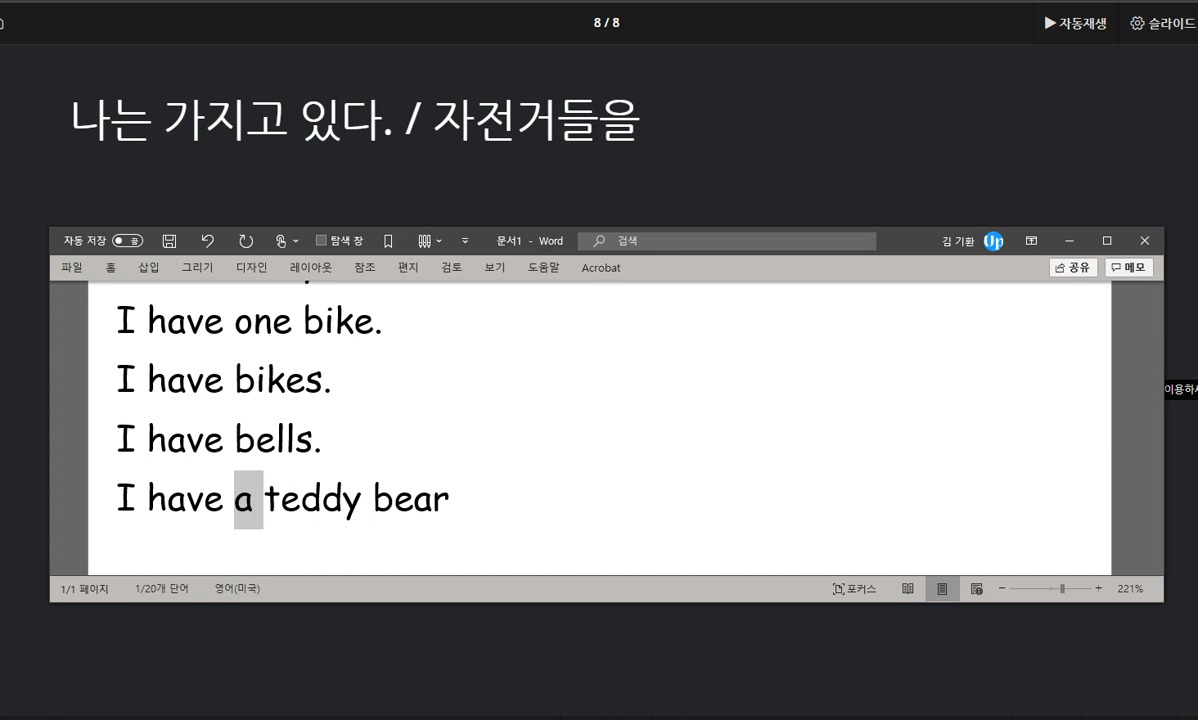 8 / 8
자동재생
슬라이드
나는 가지고 있다. / 자전거들을
자동 저장
끔
탐색 창
문서1 - Word
검색
김 기환
Up
파일 홈 삽입 그리기 디자인 레이아웃 참조 편지 검토 보기 도움말 Acrobat
공유
메모
I have one bike.
I have bikes.
I have bells.
I have a teddy bear
이용하
1/1 페이지
1/20개 단어
영어(미국)
포커스
221%